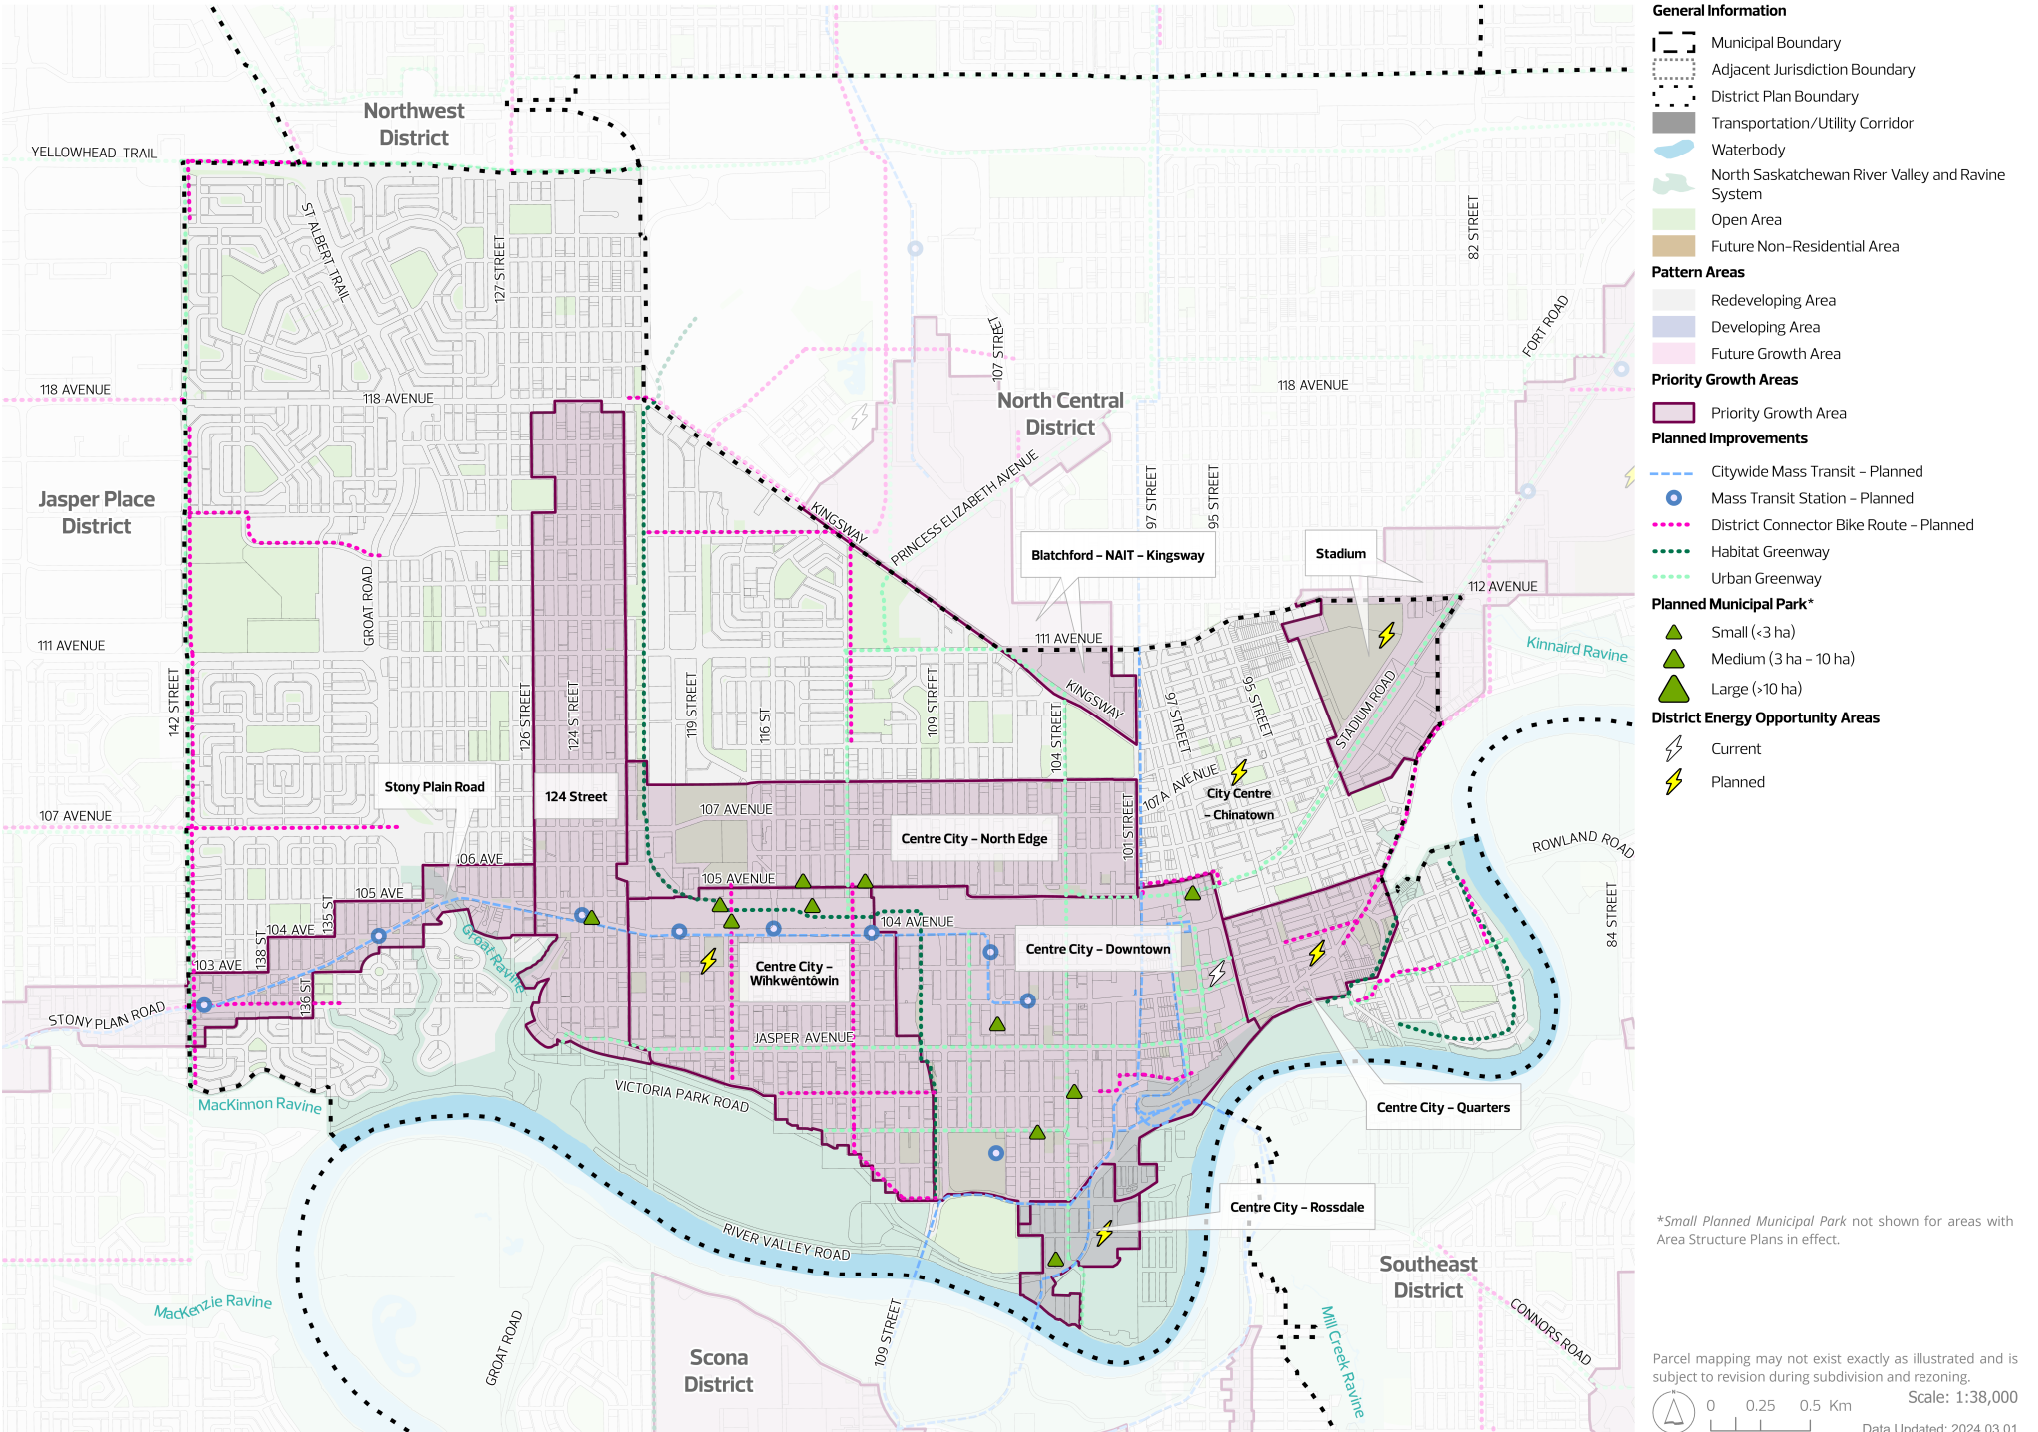 Northwest
District
YELLOWHEAD TRAIL
ST ALBERT TRAIL
127 STREET
82 STREET
FORT ROAD
107 STREET
118 AVENUE
118 AVENUE
118 AVENUE
North Central
District
Jasper Place
District
KINGSWAY
PRINCESS ELIZABETH AVENUE
97 STREET
95 STREET
Blatchford – NAIT – Kingsway
Stadium
112 AVENUE
GROAT ROAD
111 AVENUE
111 AVENUE
Kinnaird Ravine
142 STREET
126 STREET
124 STREET
119 STREET
116 ST
109 STREET
104 STREET
KINGSWAY
97 STREET
95 STREET
STADIUM ROAD
Stony Plain Road
124 Street
107A AVENUE
City Centre
– Chinatown
107 AVENUE
107 AVENUE
Centre City – North Edge
101 STREET
ROWLAND ROAD
106 AVE
105 AVENUE
105 AVE
135 ST
104 AVE
138 ST
103 AVE
136 ST
104 AVENUE
84 STREET
Groat Ravine
Centre City –
Wîhkwêntôwin
Centre City – Downtown
STONY PLAIN ROAD
JASPER AVENUE
VICTORIA PARK ROAD
MacKinnon Ravine
Centre City – Quarters
Centre City – Rossdale
RIVER VALLEY ROAD
MacKenzie Ravine
GROAT ROAD
109 STREET
Scona
District
Southeast
District
Mill Creek Ravine
CONNORS ROAD
General Information
Municipal Boundary
Adjacent Jurisdiction Boundary
District Plan Boundary
Transportation/Utility Corridor
Waterbody
North Saskatchewan River Valley and Ravine
System
Open Area
Future Non-Residential Area
Pattern Areas
Redeveloping Area
Developing Area
Future Growth Area
Priority Growth Areas
Priority Growth Area
Planned Improvements
Citywide Mass Transit – Planned
Mass Transit Station – Planned
District Connector Bike Route – Planned
Habitat Greenway
Urban Greenway
Planned Municipal Park*
Small (<3 ha)
Medium (3 ha – 10 ha)
Large (>10 ha)
District Energy Opportunity Areas
Current
Planned
*Small Planned Municipal Park not shown for areas with
Area Structure Plans in effect.
Parcel mapping may not exist exactly as illustrated and is
subject to revision during subdivision and rezoning.
Scale: 1:38,000
N
0 0.25 0.5 Km
Data Updated: 2024.03.01